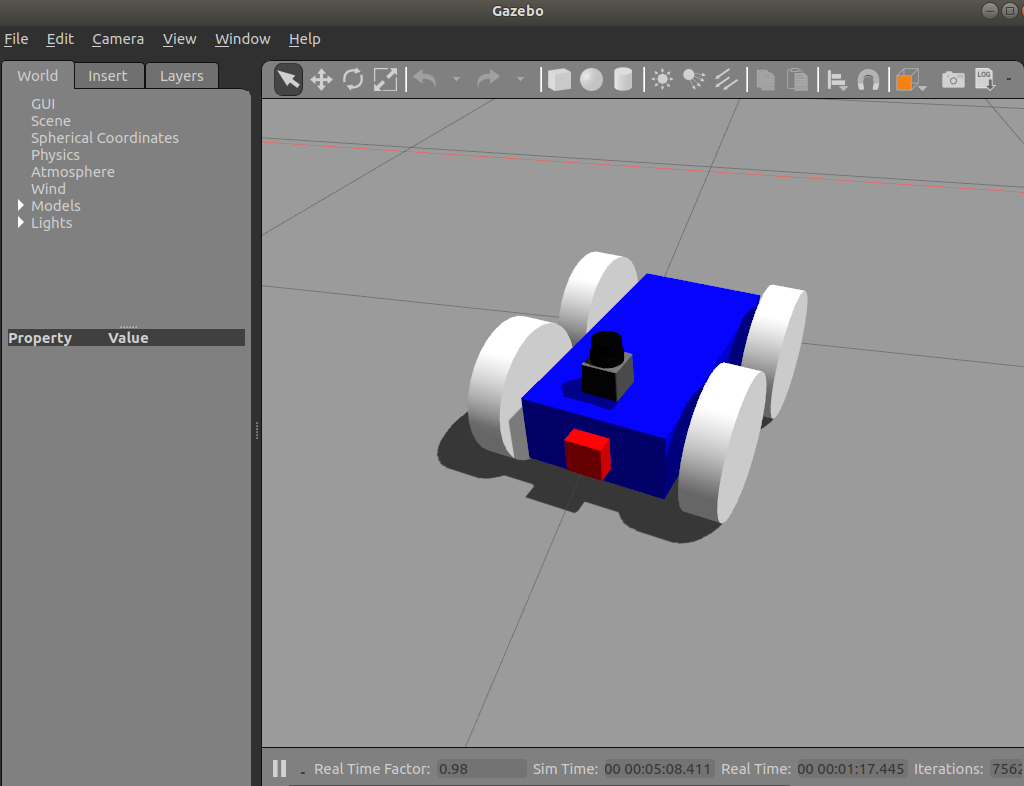 Gazebo
File Edit Camera View Window Help
World Insert Layers
LOG
GUI
Scene
Spherical Coordinates
Physics
Atmosphere
Wind
Models
Lights
Property Value
Real Time Factor: 0.98 Sim Time: 00 00:05:08.411 Real Time: 00 00:01:17.445 Iterations: 7562